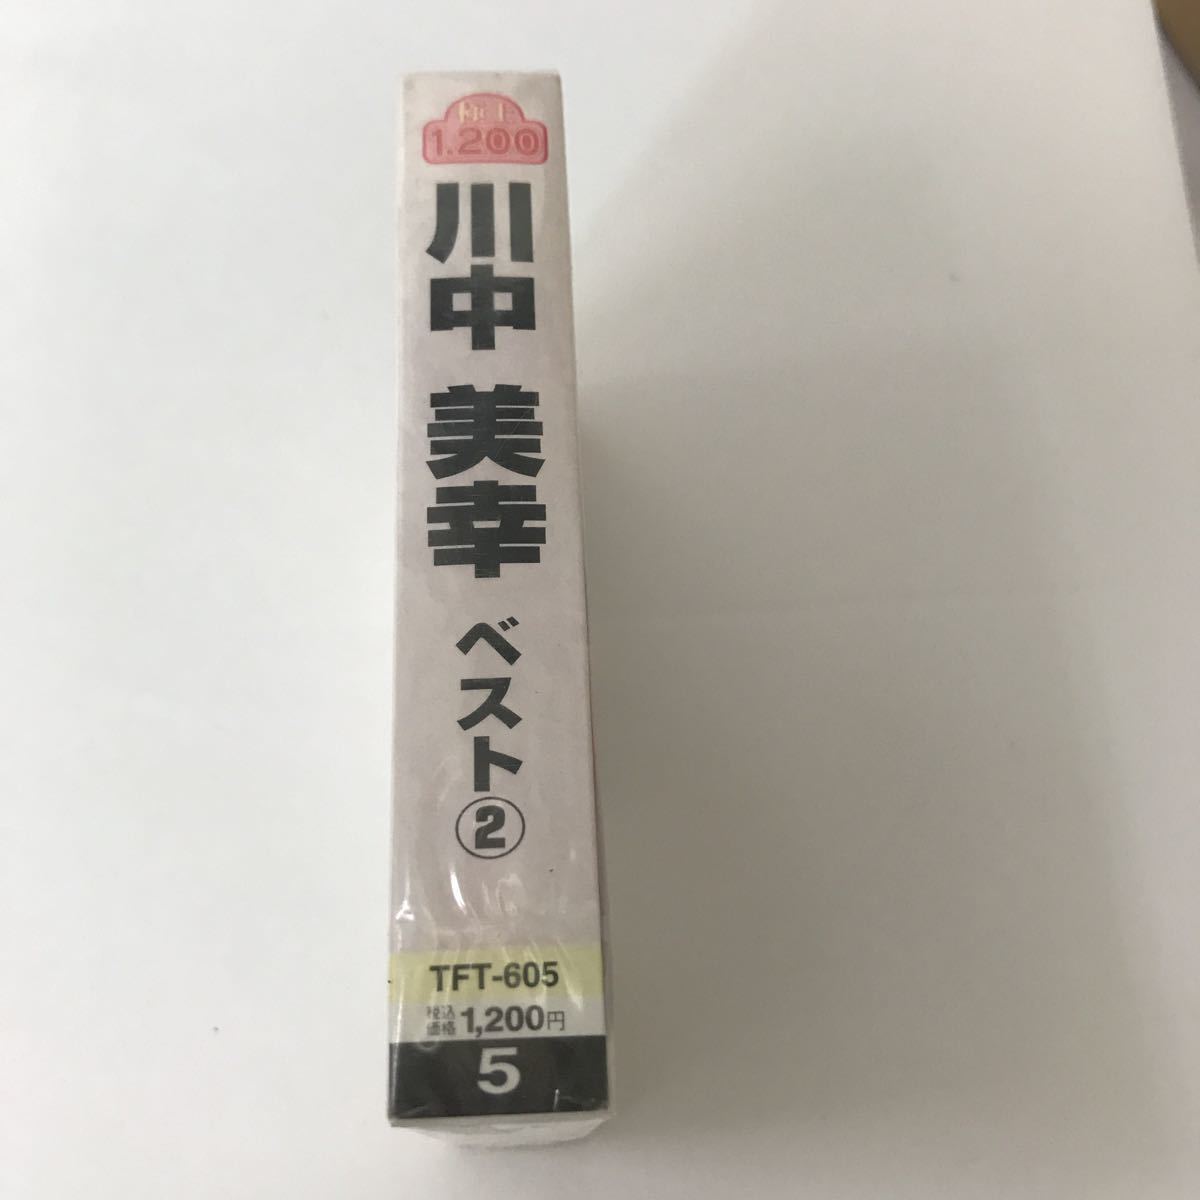 極上
1.200
川中 美幸 ベスト②
TFT-605
税込価格 1,200円
5